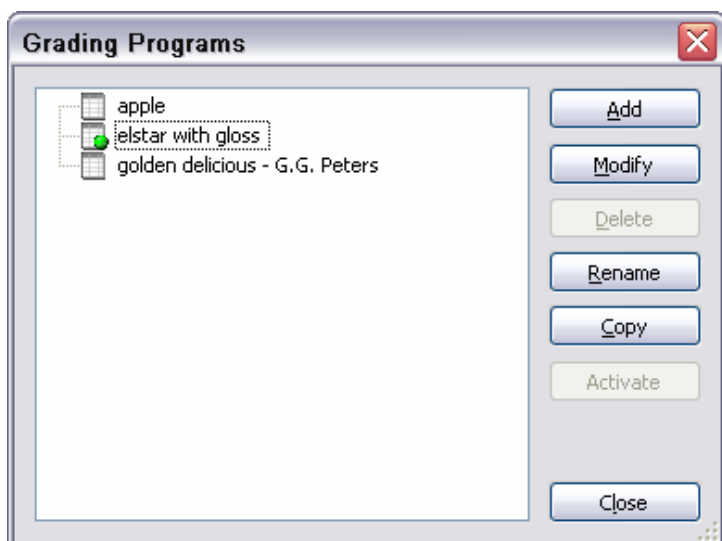 Grading Programs
apple
elstar with gloss
golden delicious - G.G. Peters
Add
Modify
Delete
Rename
Copy
Activate
Close